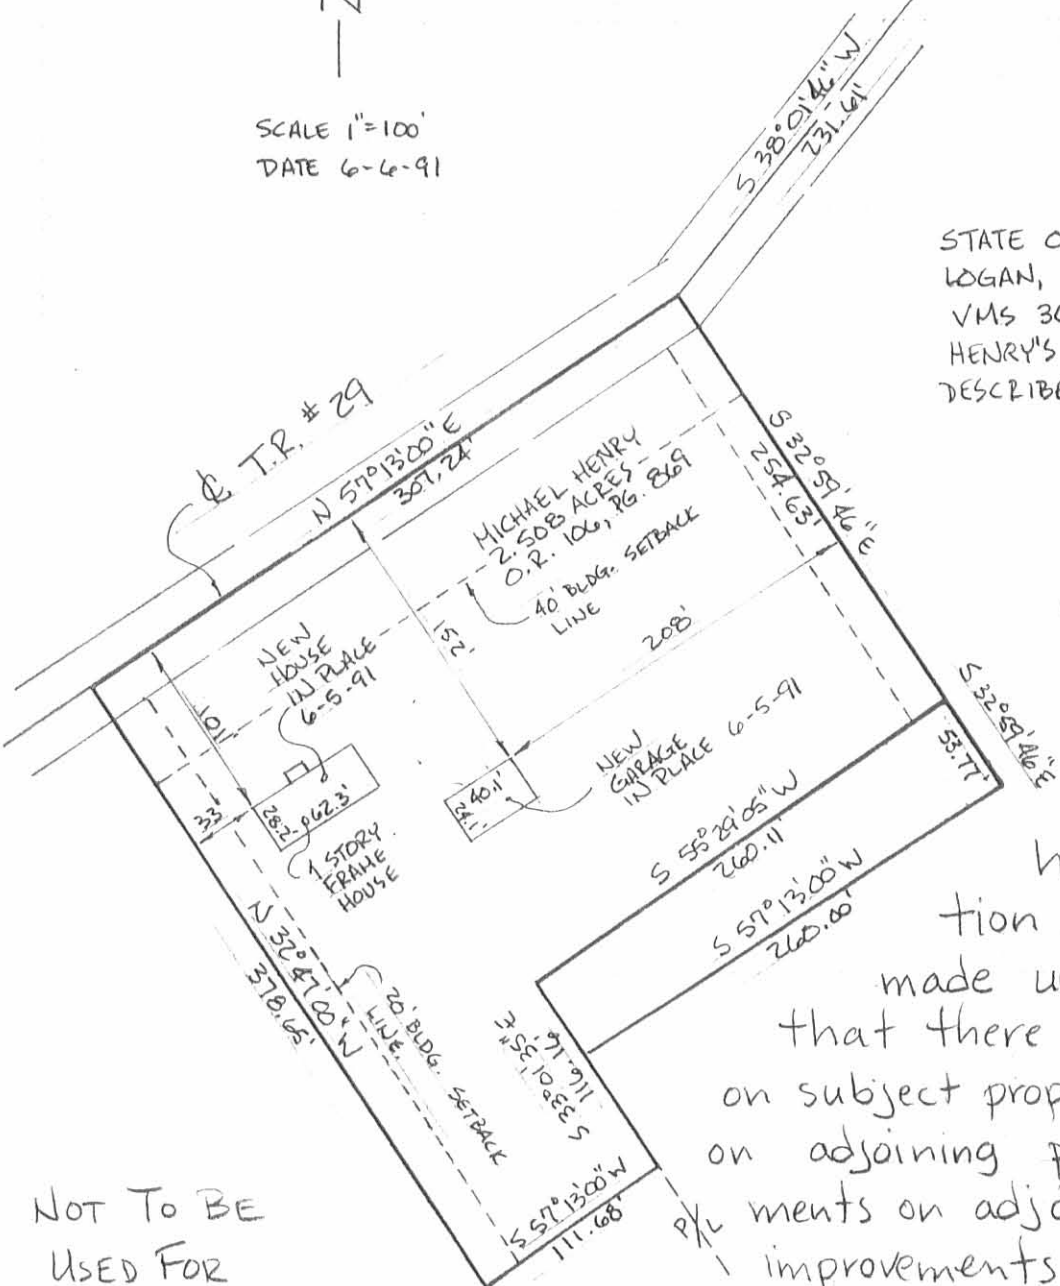 N
SCALE 1"=100'
DATE 6-6-91
S 38°01'46" W
231.61'
STATE O
LOGAN,
VMS 36
HENRY'S
DESCRIBE
℄ T.R. # 29
N 57°13'00" E
307.24'
MICHAEL HENRY
2.508 ACRES
O.R. 106, PG. 869
40' BLDG. SETBACK
LINE
S 32°59'46" E
254.63'
152'
208'
NEW
HOUSE
IN PLACE
6-5-91
101'
33'
28.2'
62.3'
1 STORY
FRAME
HOUSE
40.1'
24.1'
NEW
GARAGE
IN PLACE 6-5-91
S 32°59'46" E
53.77'
S 55°29'05" W
260.11'
S 57°13'00" W
260.00'
N 32°47'00" W
378.65'
20' BLDG. SETBACK
LINE
S 33°01'35" E
116.16'
S 57°13'00" W
111.68'
P/L
h
tion
made u
that there
on subject prop
on adjoining p
ments on adjo
improvements
NOT TO BE
USED FOR